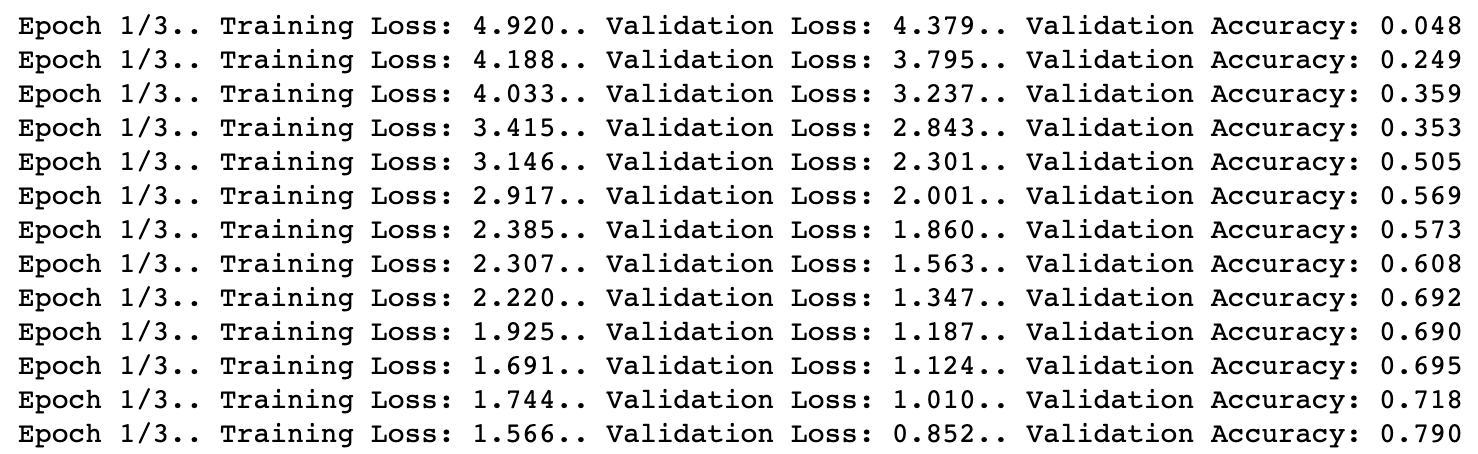 Epoch 1/3.. Training Loss: 4.920.. Validation Loss: 4.379.. Validation Accuracy: 0.048
Epoch 1/3.. Training Loss: 4.188.. Validation Loss: 3.795.. Validation Accuracy: 0.249
Epoch 1/3.. Training Loss: 4.033.. Validation Loss: 3.237.. Validation Accuracy: 0.359
Epoch 1/3.. Training Loss: 3.415.. Validation Loss: 2.843.. Validation Accuracy: 0.353
Epoch 1/3.. Training Loss: 3.146.. Validation Loss: 2.301.. Validation Accuracy: 0.505
Epoch 1/3.. Training Loss: 2.917.. Validation Loss: 2.001.. Validation Accuracy: 0.569
Epoch 1/3.. Training Loss: 2.385.. Validation Loss: 1.860.. Validation Accuracy: 0.573
Epoch 1/3.. Training Loss: 2.307.. Validation Loss: 1.563.. Validation Accuracy: 0.608
Epoch 1/3.. Training Loss: 2.220.. Validation Loss: 1.347.. Validation Accuracy: 0.692
Epoch 1/3.. Training Loss: 1.925.. Validation Loss: 1.187.. Validation Accuracy: 0.690
Epoch 1/3.. Training Loss: 1.691.. Validation Loss: 1.124.. Validation Accuracy: 0.695
Epoch 1/3.. Training Loss: 1.744.. Validation Loss: 1.010.. Validation Accuracy: 0.718
Epoch 1/3.. Training Loss: 1.566.. Validation Loss: 0.852.. Validation Accuracy: 0.790